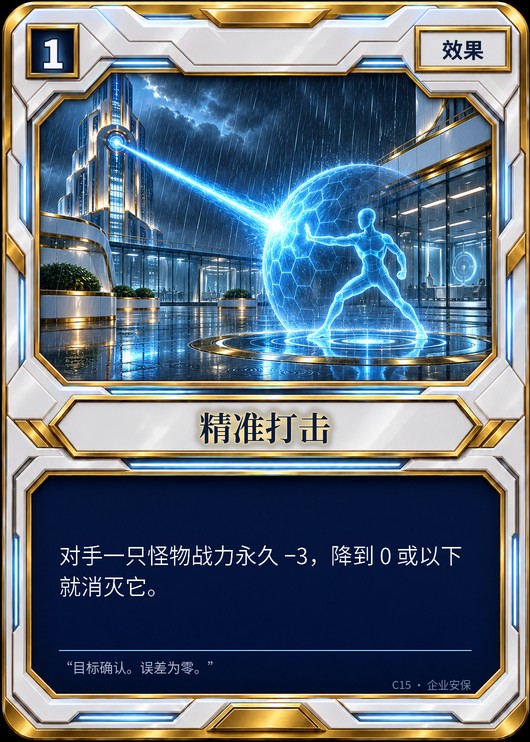 1
效果
精准打击
对手一只怪物战力永久 −3，降到 0 或以下
就消灭它。
“目标确认。误差为零。”
C15 · 企业安保